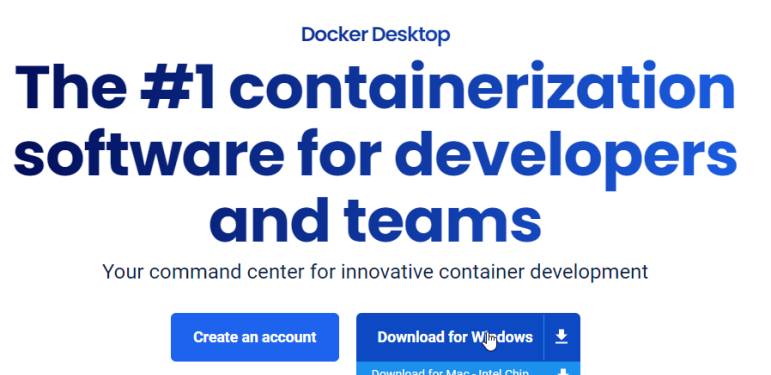 Docker Desktop
The #1 containerization
software for developers
and teams
Your command center for innovative container development
Create an account
Download for Windows
Download for Mac - Intel Chip